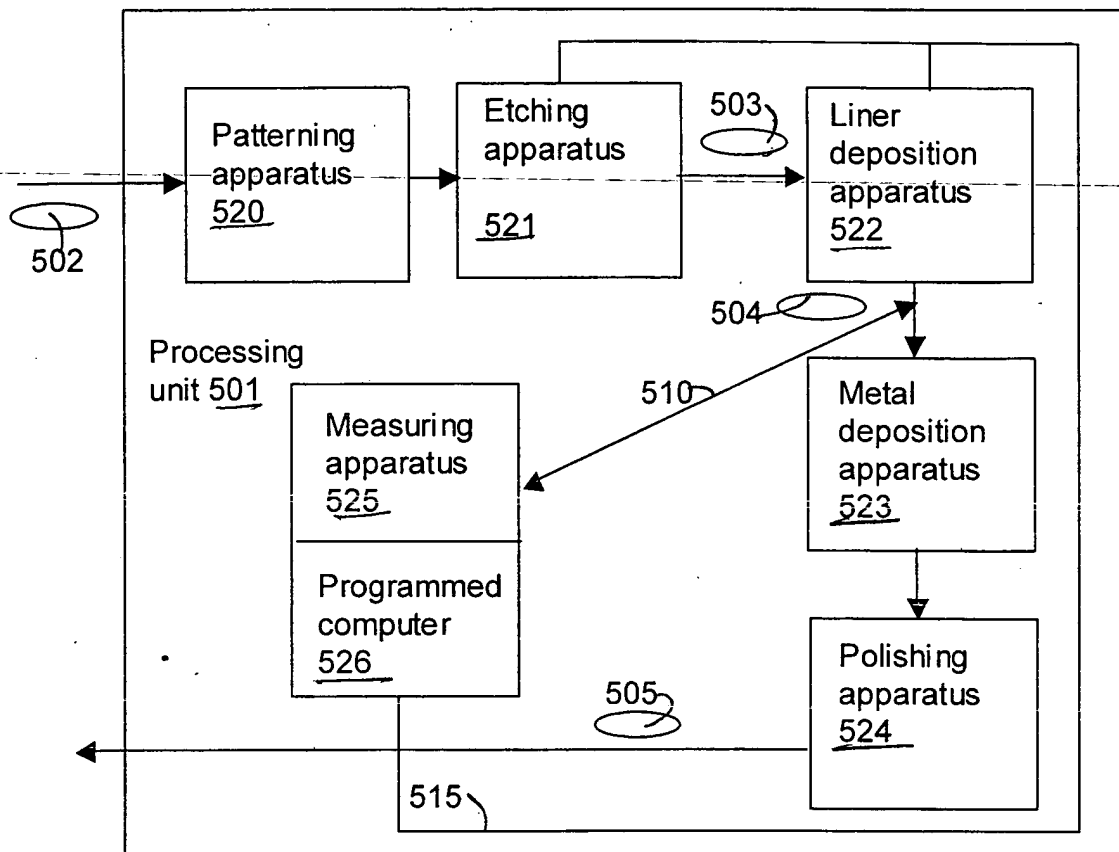 Patterning
apparatus
520
Etching
apparatus
521
503
Liner
deposition
apparatus
522
502
504
Processing
unit 501
510
Measuring
apparatus
525
Metal
deposition
apparatus
523
Programmed
computer
526
505
Polishing
apparatus
524
515